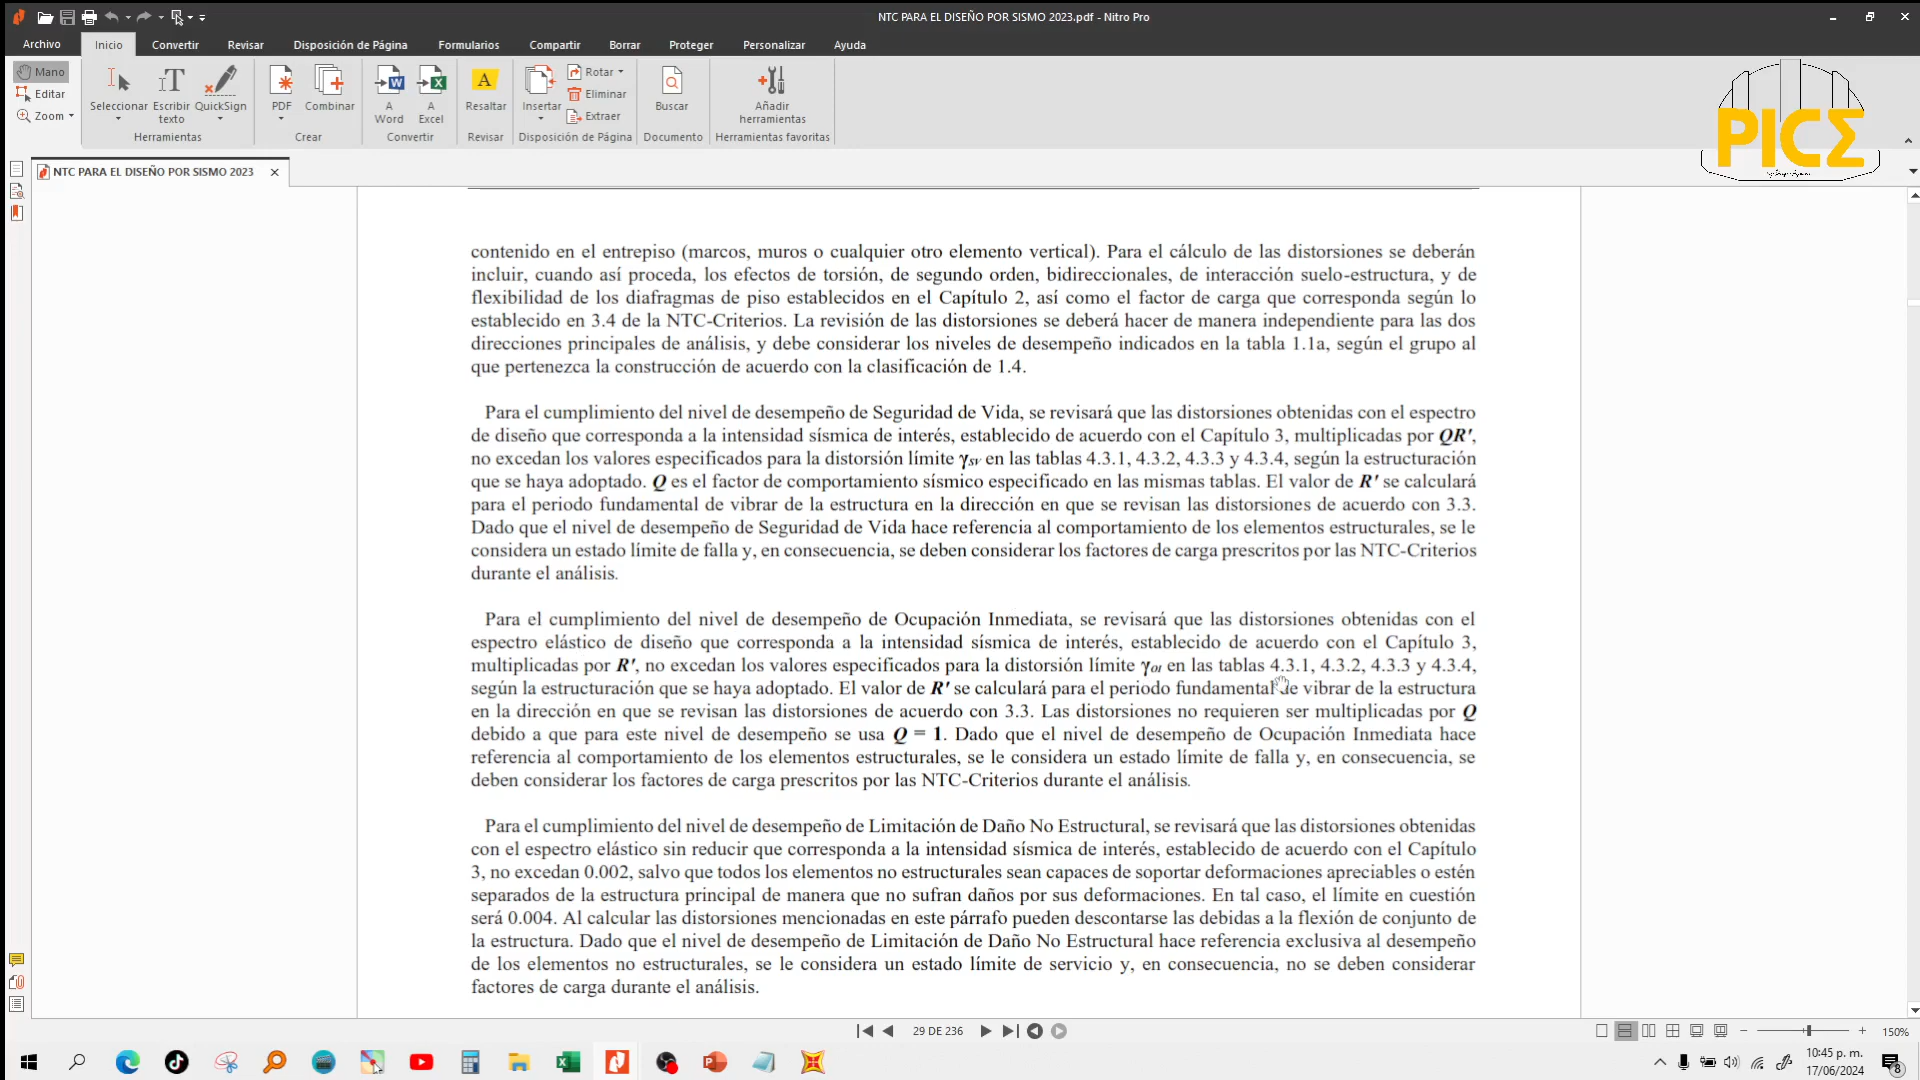 NTC PARA EL DISEÑO POR SISMO 2023.pdf - Nitro Pro
Archivo Inicio Convertir Revisar Disposición de Página Formularios Compartir Borrar Proteger Personalizar Ayuda
Mano
Editar
Zoom
Seleccionar
Escribir texto
QuickSign
Herramientas
PDF
Combinar
Crear
A Word
A Excel
Convertir
Resaltar
Revisar
Insertar
Rotar
Eliminar
Extraer
Disposición de Página
Buscar
Documento
Añadir herramientas
Herramientas favoritas
PICΣ
NTC PARA EL DISEÑO POR SISMO 2023
contenido en el entrepiso (marcos, muros o cualquier otro elemento vertical). Para el cálculo de las distorsiones se deberán
incluir, cuando así proceda, los efectos de torsión, de segundo orden, bidireccionales, de interacción suelo-estructura, y de
flexibilidad de los diafragmas de piso establecidos en el Capítulo 2, así como el factor de carga que corresponda según lo
establecido en 3.4 de la NTC-Criterios. La revisión de las distorsiones se deberá hacer de manera independiente para las dos
direcciones principales de análisis, y debe considerar los niveles de desempeño indicados en la tabla 1.1a, según el grupo al
que pertenezca la construcción de acuerdo con la clasificación de 1.4.
Para el cumplimiento del nivel de desempeño de Seguridad de Vida, se revisará que las distorsiones obtenidas con el espectro
de diseño que corresponda a la intensidad sísmica de interés, establecido de acuerdo con el Capítulo 3, multiplicadas por QR',
no excedan los valores especificados para la distorsión límite γSV en las tablas 4.3.1, 4.3.2, 4.3.3 y 4.3.4, según la estructuración
que se haya adoptado. Q es el factor de comportamiento sísmico especificado en las mismas tablas. El valor de R' se calculará
para el periodo fundamental de vibrar de la estructura en la dirección en que se revisan las distorsiones de acuerdo con 3.3.
Dado que el nivel de desempeño de Seguridad de Vida hace referencia al comportamiento de los elementos estructurales, se le
considera un estado límite de falla y, en consecuencia, se deben considerar los factores de carga prescritos por las NTC-Criterios
durante el análisis.
Para el cumplimiento del nivel de desempeño de Ocupación Inmediata, se revisará que las distorsiones obtenidas con el
espectro elástico de diseño que corresponda a la intensidad sísmica de interés, establecido de acuerdo con el Capítulo 3,
multiplicadas por R', no excedan los valores especificados para la distorsión límite γOI en las tablas 4.3.1, 4.3.2, 4.3.3 y 4.3.4,
según la estructuración que se haya adoptado. El valor de R' se calculará para el periodo fundamental de vibrar de la estructura
en la dirección en que se revisan las distorsiones de acuerdo con 3.3. Las distorsiones no requieren ser multiplicadas por Q
debido a que para este nivel de desempeño se usa Q = 1. Dado que el nivel de desempeño de Ocupación Inmediata hace
referencia al comportamiento de los elementos estructurales, se le considera un estado límite de falla y, en consecuencia, se
deben considerar los factores de carga prescritos por las NTC-Criterios durante el análisis.
Para el cumplimiento del nivel de desempeño de Limitación de Daño No Estructural, se revisará que las distorsiones obtenidas
con el espectro elástico sin reducir que corresponda a la intensidad sísmica de interés, establecido de acuerdo con el Capítulo
3, no excedan 0.002, salvo que todos los elementos no estructurales sean capaces de soportar deformaciones apreciables o estén
separados de la estructura principal de manera que no sufran daños por sus deformaciones. En tal caso, el límite en cuestión
será 0.004. Al calcular las distorsiones mencionadas en este párrafo pueden descontarse las debidas a la flexión de conjunto de
la estructura. Dado que el nivel de desempeño de Limitación de Daño No Estructural hace referencia exclusiva al desempeño
de los elementos no estructurales, se le considera un estado límite de servicio y, en consecuencia, no se deben considerar
factores de carga durante el análisis.
29 DE 236
150%
10:45 p. m.
17/06/2024
8